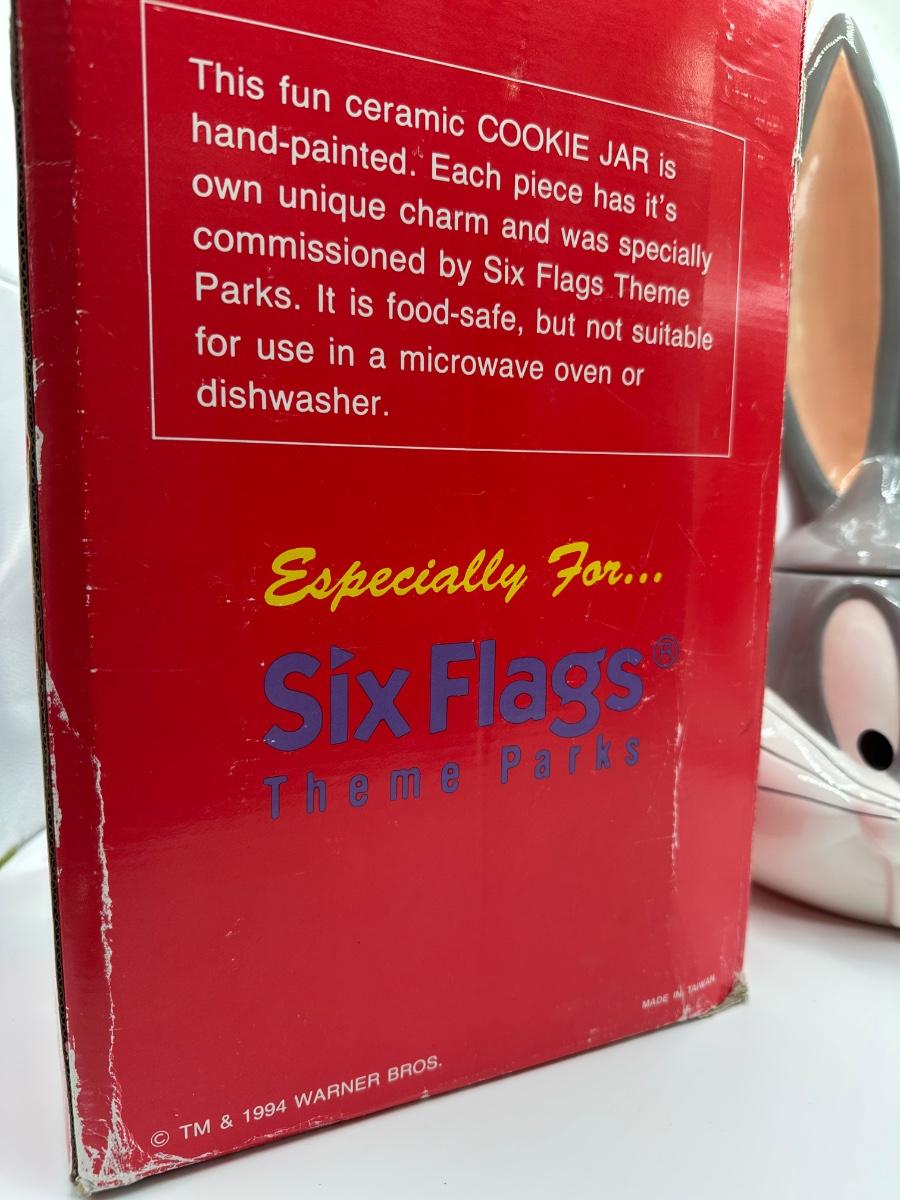 This fun ceramic COOKIE JAR is
hand-painted. Each piece has it's
own unique charm and was specially
commissioned by Six Flags Theme
Parks. It is food-safe, but not suitable
for use in a microwave oven or
dishwasher.
Especially For...
Six Flags®
Theme Parks
MADE IN TAIWAN
© TM & 1994 WARNER BROS.